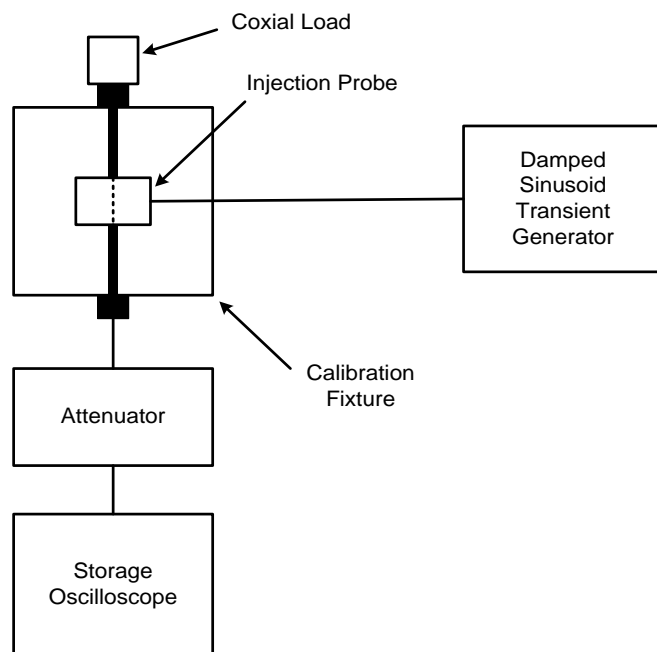 Coxial Load
Injection Probe
Damped
Sinusoid
Transient
Generator
Calibration
Fixture
Attenuator
Storage
Oscilloscope